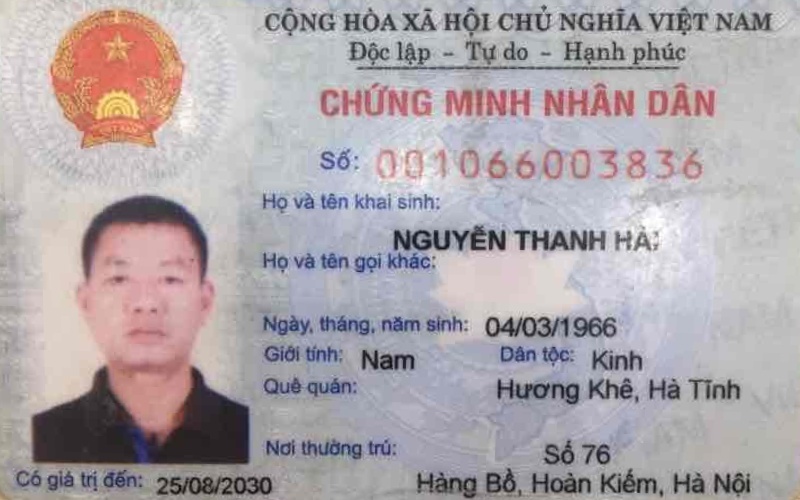 CỘNG HÒA XÃ HỘI CHỦ NGHĨA VIỆT NAM
Độc lập - Tự do - Hạnh phúc
CHỨNG MINH NHÂN DÂN
Số: 001066003836
Họ và tên khai sinh:
NGUYỄN THANH HẢI
Họ và tên gọi khác:
Ngày, tháng, năm sinh: 04/03/1966
Giới tính: Nam Dân tộc: Kinh
Quê quán: Hương Khê, Hà Tĩnh
Nơi thường trú: Số 76
Hàng Bồ, Hoàn Kiếm, Hà Nội
Có giá trị đến: 25/08/2030